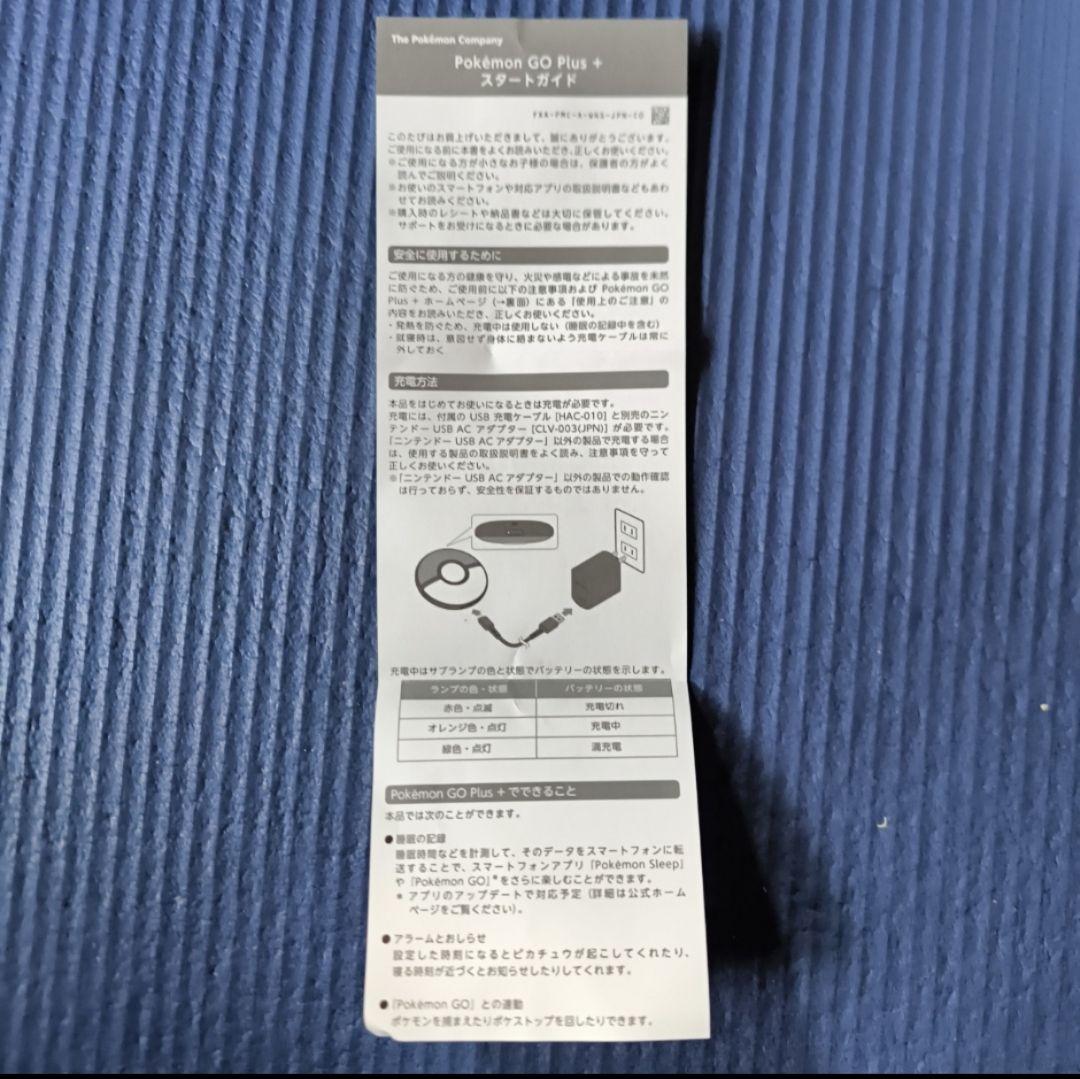 The Pokémon Company
Pokémon GO Plus +
スタートガイド
このたびはお買上げいただきまして、誠にありがとうございます。
ご使用になる前に本書をよくお読みいただき、正しくお使いください。
※ご使用になる方が小さなお子様の場合は、保護者の方がよく
読んでご説明ください。
※お使いのスマートフォンや対応アプリの取扱説明書などもあわ
せてお読みください。
※購入時のレシートや納品書などは大切に保管してください。
サポートをお受けになるときに必要な場合があります。
安全に使用するために
ご使用になる方の健康を守り、火災や感電などによる事故を未然
に防ぐため、ご使用前に以下の注意事項および Pokémon GO
Plus + ホームページ（→裏面）にある「使用上のご注意」の
内容をお読みいただき、正しくお使いください。
・発熱を防ぐため、充電中は使用しない（睡眠の記録中を含む）
・就寝時は、意図せず身体に絡まないよう充電ケーブルは常に
外しておく
充電方法
本品をはじめてお使いになるときは充電が必要です。
充電には、付属の USB 充電ケーブル [HAC-010] と別売のニン
テンドー USB AC アダプター [CLV-003(JPN)] が必要です。
「ニンテンドー USB AC アダプター」以外の製品で充電する場合
は、使用する製品の取扱説明書をよく読み、注意事項を守って
正しくお使いください。
※「ニンテンドー USB AC アダプター」以外の製品での動作確認
は行っておらず、安全性を保証するものではありません。
充電中はサブランプの色と状態でバッテリーの状態を示します。
ランプの色・状態 バッテリーの状態
赤色・点滅 充電切れ
オレンジ色・点灯 充電中
緑色・点灯 満充電
Pokémon GO Plus + でできること
本品では次のことができます。
●睡眠の記録
睡眠時間などを計測して、そのデータをスマートフォンに転
送することで、スマートフォンアプリ『Pokémon Sleep』
や『Pokémon GO』*をさらに楽しむことができます。
* アプリのアップデートで対応予定（詳細は公式ホーム
ページをご覧ください）。
●アラームとおしらせ
設定した時刻になるとピカチュウが起こしてくれたり、
寝る時刻が近づくとお知らせしたりしてくれます。
●『Pokémon GO』との連動
ポケモンを捕まえたりポケストップを回したりできます。